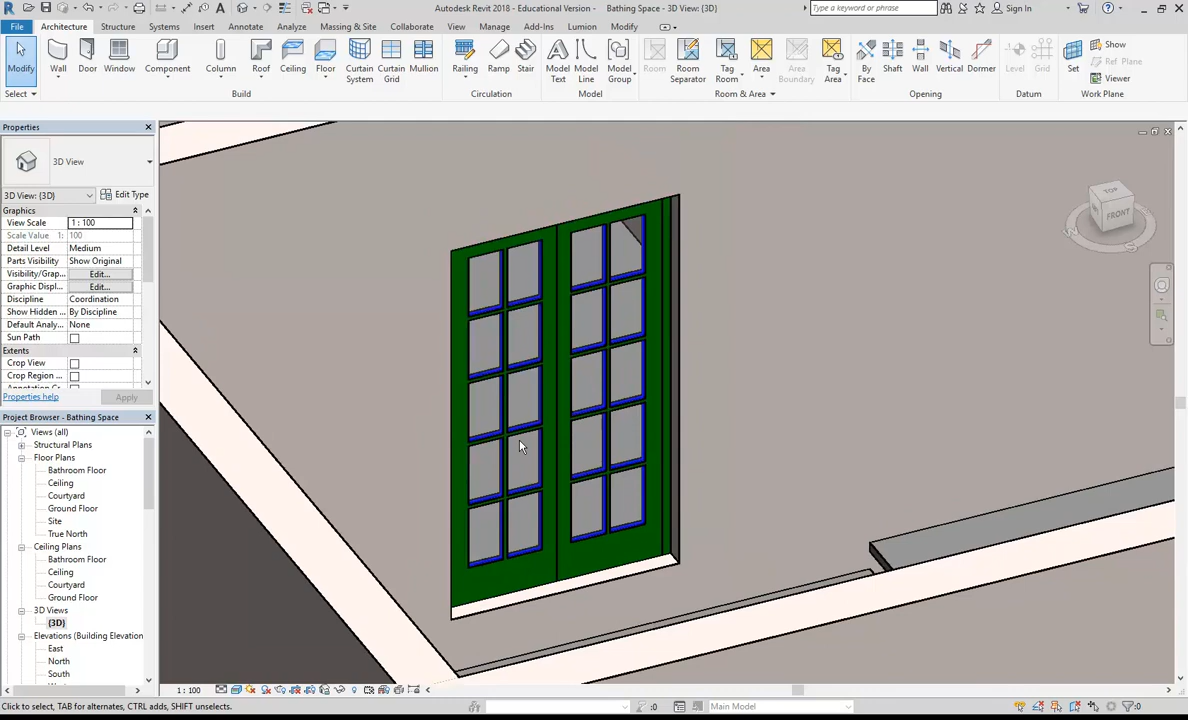 Autodesk Revit 2018 - Educational Version - Bathing Space - 3D View: {3D}
Type a keyword or phrase
Sign In
File Architecture Structure Systems Insert Annotate Analyze Massing & Site Collaborate View Manage Add-Ins Lumion Modify
Modify Wall Door Window Component Column Roof Ceiling Floor Curtain System Curtain Grid Mullion Railing Ramp Stair Model Text Model Line Model Group Room Room Separator Tag Room Area Area Boundary Tag Area By Face Shaft Wall Vertical Dormer Level Grid Set Show Ref Plane Viewer
Select Build Circulation Model Room & Area Opening Datum Work Plane
Properties
3D View
3D View: {3D} Edit Type
Graphics
View Scale 1 : 100
Scale Value 1: 100
Detail Level Medium
Parts Visibility Show Original
Visibility/Grap... Edit...
Graphic Displ... Edit...
Discipline Coordination
Show Hidden ... By Discipline
Default Analy... None
Sun Path
Extents
Crop View
Crop Region ...
Properties help Apply
Project Browser - Bathing Space
Views (all)
Structural Plans
Floor Plans
Bathroom Floor
Ceiling
Courtyard
Ground Floor
Site
True North
Ceiling Plans
Bathroom Floor
Ceiling
Courtyard
Ground Floor
3D Views
{3D}
Elevations (Building Elevation
East
North
South
TOP
FRONT
W
S
1 : 100
Click to select, TAB for alternates, CTRL adds, SHIFT unselects.
:0
Main Model
:0